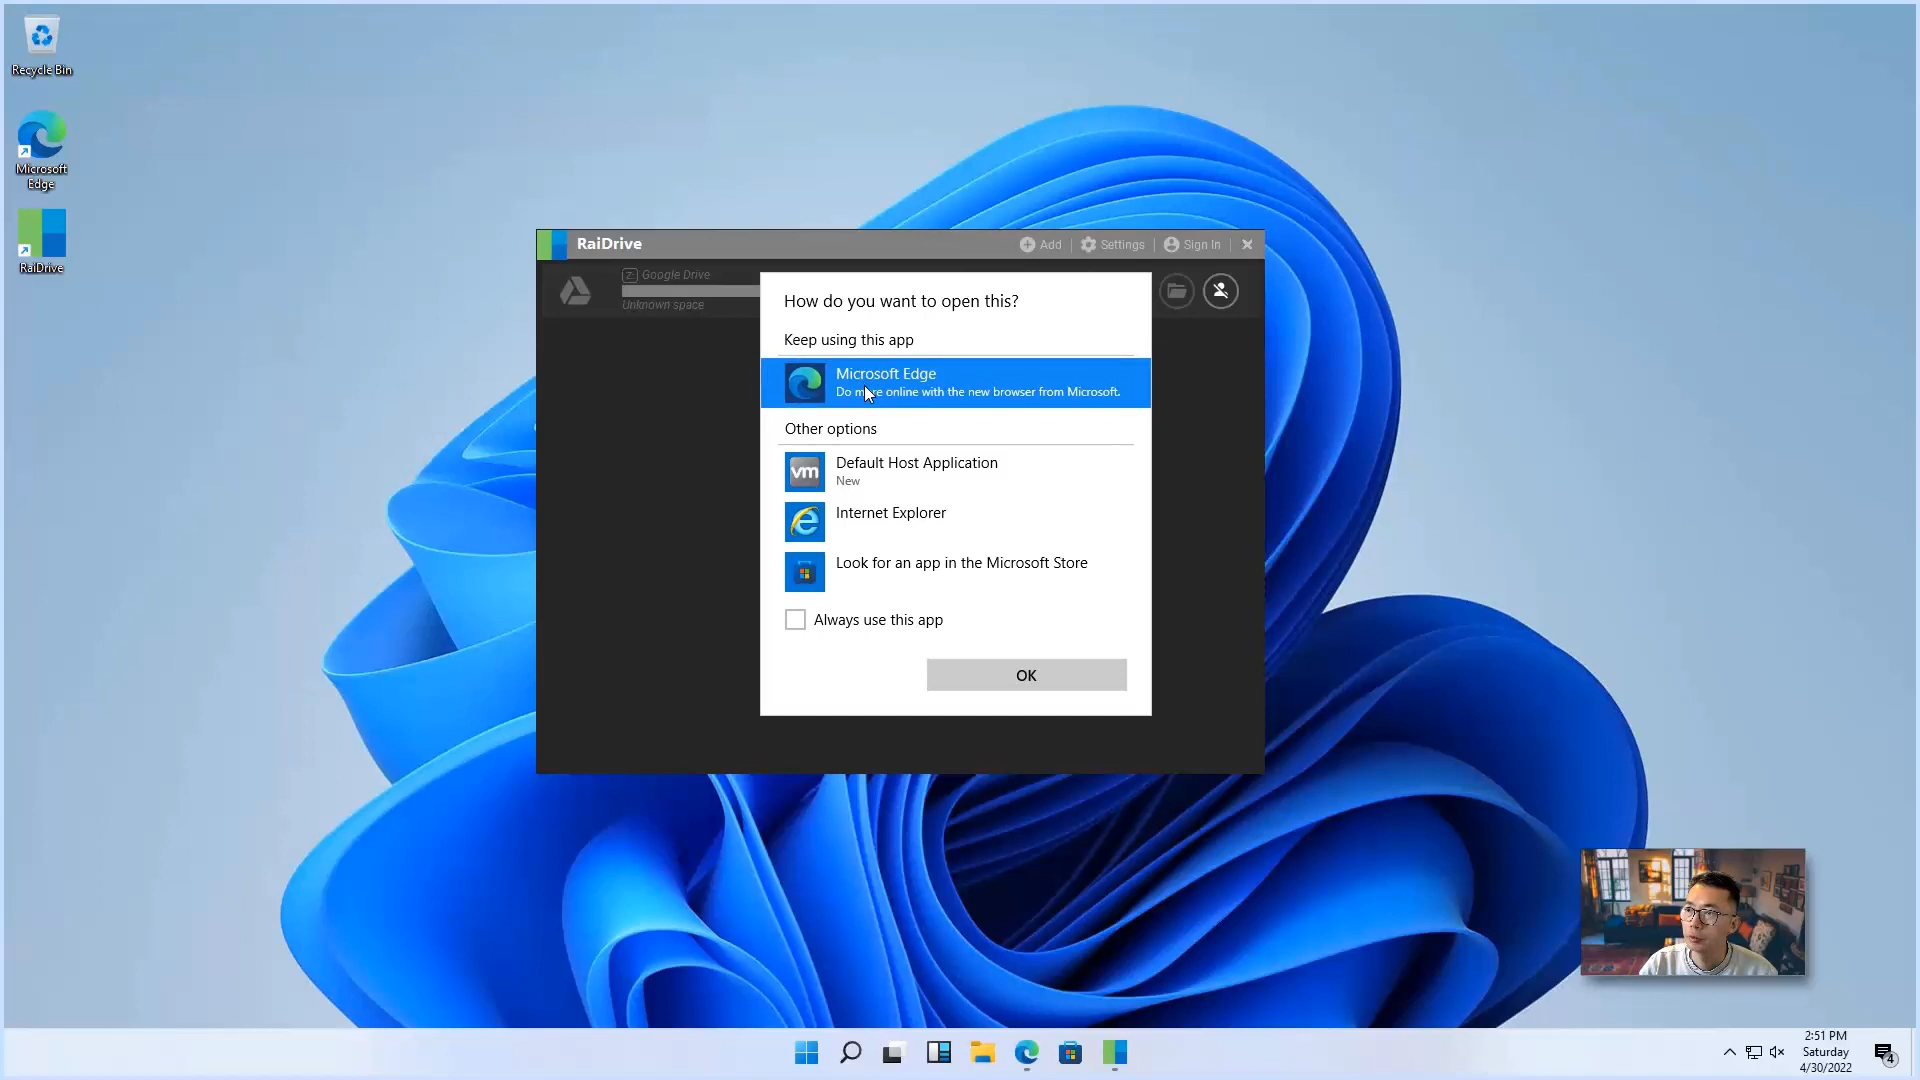 Recycle Bin
Microsoft
Edge
RaiDrive
RaiDrive
Add
Settings
Sign In
Z: Google Drive
Unknown space
How do you want to open this?
Keep using this app
Microsoft Edge
Do more online with the new browser from Microsoft.
Other options
vm
Default Host Application
New
Internet Explorer
Look for an app in the Microsoft Store
Always use this app
OK
2:51 PM
Saturday
4/30/2022
4